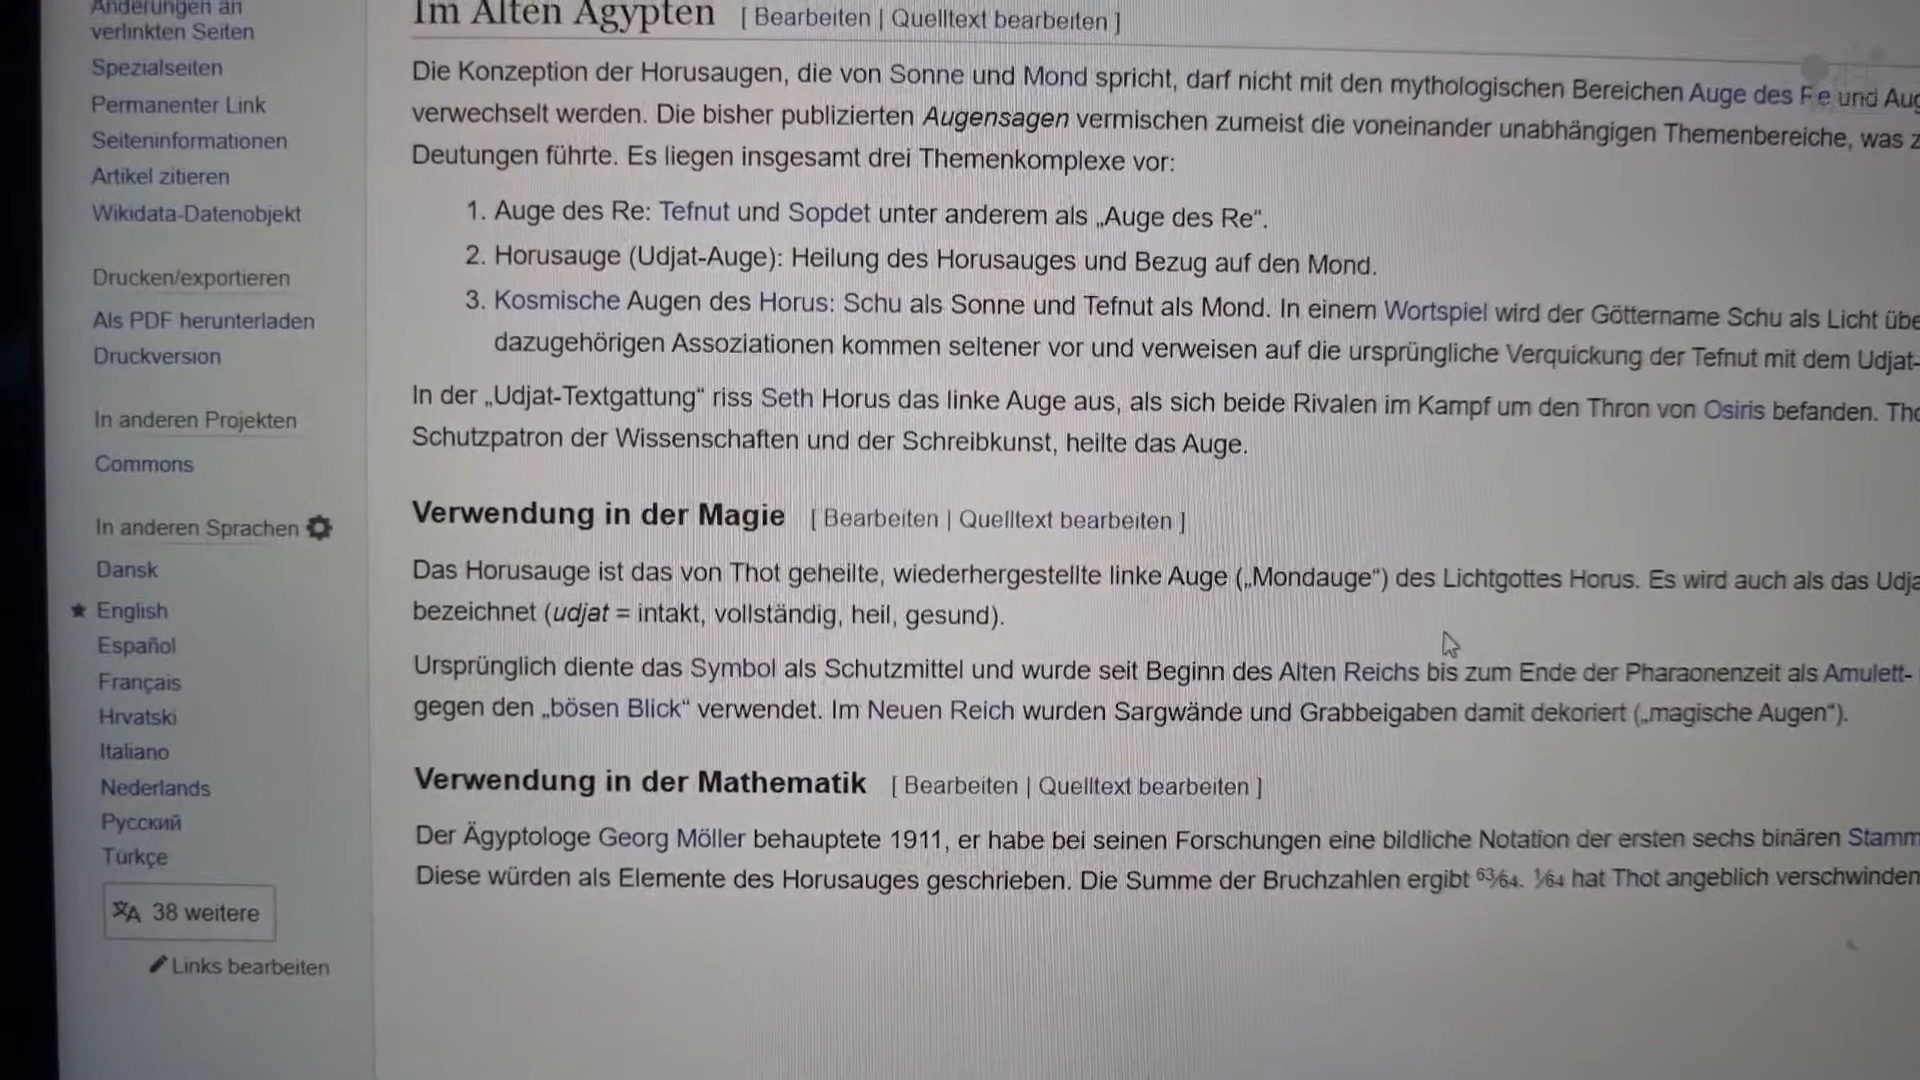 Änderungen an
verlinkten Seiten
Spezialseiten
Permanenter Link
Seiteninformationen
Artikel zitieren
Wikidata-Datenobjekt
Drucken/exportieren
Als PDF herunterladen
Druckversion
In anderen Projekten
Commons
In anderen Sprachen
Dansk
English
Español
Français
Hrvatski
Italiano
Nederlands
Русский
Türkçe
38 weitere
Links bearbeiten
Im Alten Ägypten [ Bearbeiten | Quelltext bearbeiten ]
Die Konzeption der Horusaugen, die von Sonne und Mond spricht, darf nicht mit den mythologischen Bereichen Auge des Re und
verwechselt werden. Die bisher publizierten Augensagen vermischen zumeist die voneinander unabhängigen Themenbereiche, was
Deutungen führte. Es liegen insgesamt drei Themenkomplexe vor:
1. Auge des Re: Tefnut und Sopdet unter anderem als „Auge des Re“.
2. Horusauge (Udjat-Auge): Heilung des Horusauges und Bezug auf den Mond.
3. Kosmische Augen des Horus: Schu als Sonne und Tefnut als Mond. In einem Wortspiel wird der Göttername Schu als Licht
dazugehörigen Assoziationen kommen seltener vor und verweisen auf die ursprüngliche Verquickung der Tefnut mit dem Udjat-
In der „Udjat-Textgattung“ riss Seth Horus das linke Auge aus, als sich beide Rivalen im Kampf um den Thron von Osiris befanden.
Schutzpatron der Wissenschaften und der Schreibkunst, heilte das Auge.
Verwendung in der Magie [ Bearbeiten | Quelltext bearbeiten ]
Das Horusauge ist das von Thot geheilte, wiederhergestellte linke Auge („Mondauge“) des Lichtgottes Horus. Es wird auch als das
bezeichnet (udjat = intakt, vollständig, heil, gesund).
Ursprünglich diente das Symbol als Schutzmittel und wurde seit Beginn des Alten Reichs bis zum Ende der Pharaonenzeit als Amulett-
gegen den „bösen Blick“ verwendet. Im Neuen Reich wurden Sargwände und Grabbeigaben damit dekoriert („magische Augen“).
Verwendung in der Mathematik [ Bearbeiten | Quelltext bearbeiten ]
Der Ägyptologe Georg Möller behauptete 1911, er habe bei seinen Forschungen eine bildliche Notation der ersten sechs binären
Diese würden als Elemente des Horusauges geschrieben. Die Summe der Bruchzahlen ergibt 63⁄64. 1⁄64 hat Thot angeblich verschwinden